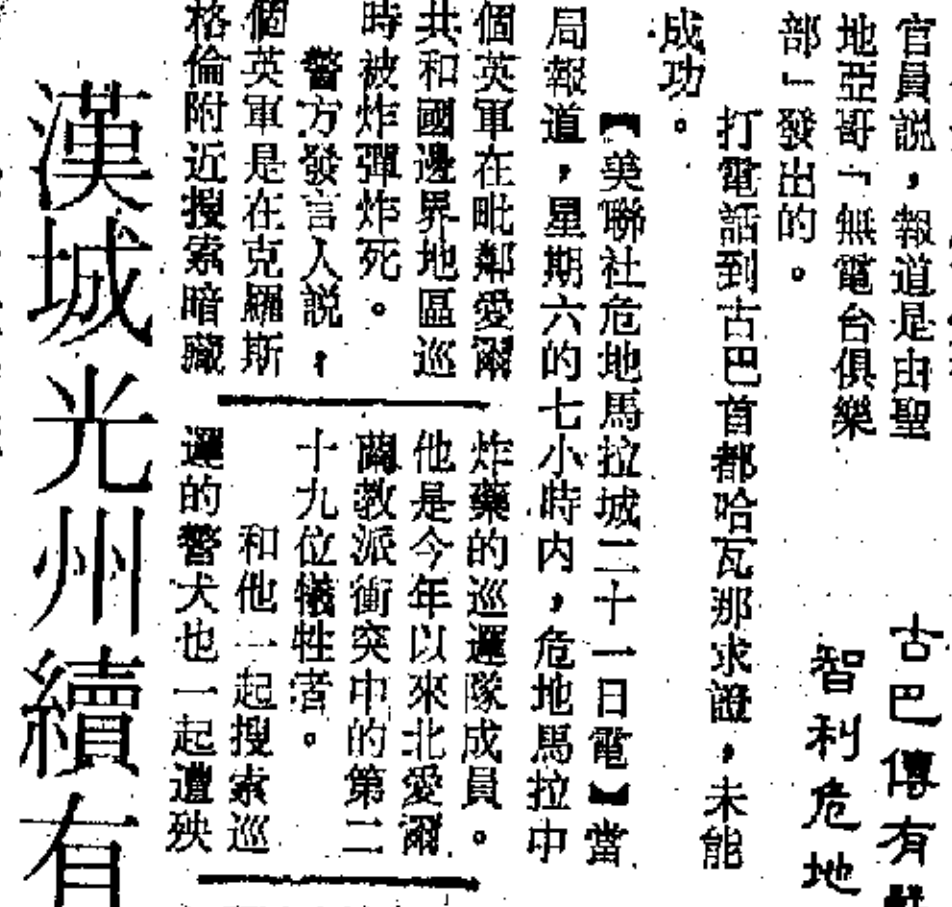 官員説，報道是由聖
地亞哥「無電台俱樂
部」發出的。
打電話到古巴首都哈瓦那求證，未能
成功。
【美聯社危地馬拉城二十一日電】當
局報道，星期六的七小時内，危地馬拉中
古巴傳有
智利危地
個英軍在毗鄰愛爾
共和國邊界地區巡
時被炸彈炸死。
警方發言人説，
個英軍是在克羅斯
格倫附近搜索暗藏
炸藥的巡邏隊成員。
他是今年以來北愛爾
蘭教派衝突中的第二
十九位犧牲者。
和他一起搜索巡
邏的警犬也一起遭殃
漢城光州續有